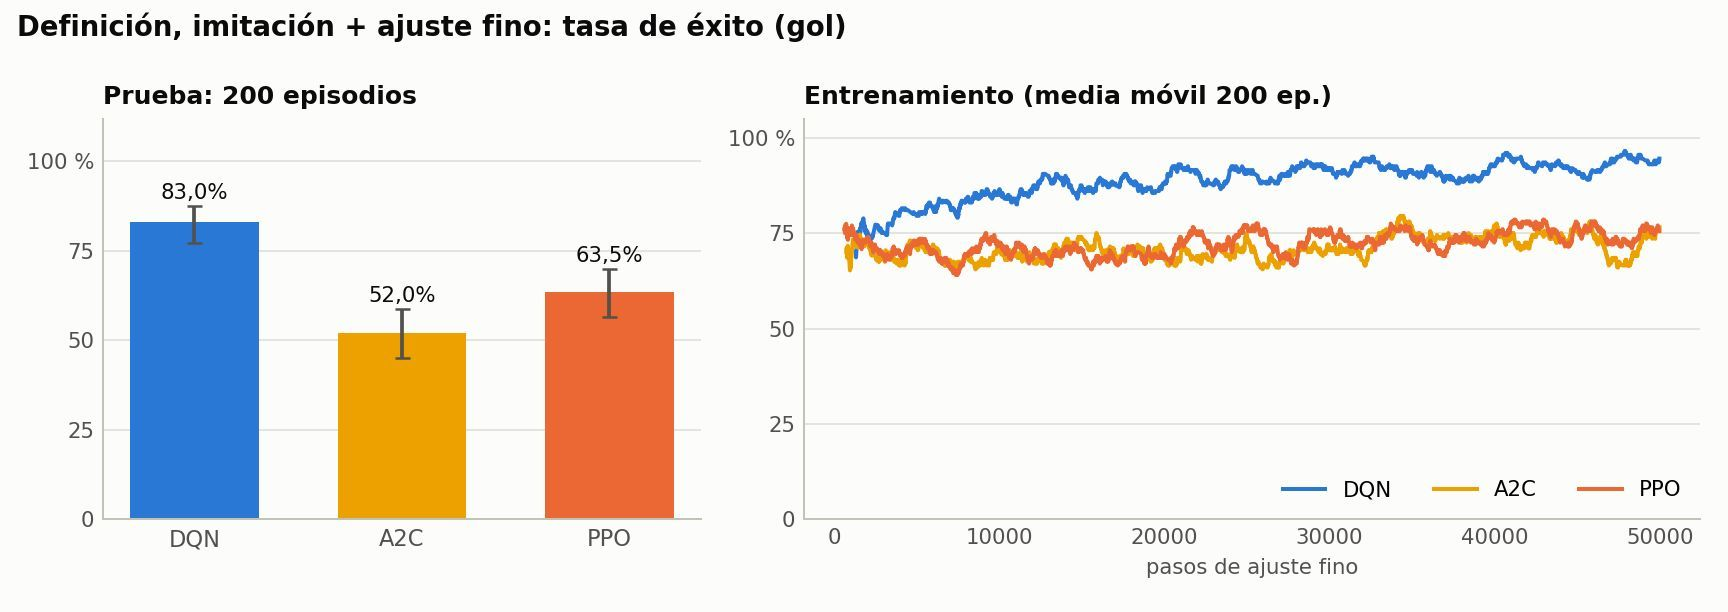 Definición, imitación + ajuste fino: tasa de éxito (gol)
Prueba: 200 episodios
100 %
75
50
25
0
83,0%
52,0%
63,5%
DQN
A2C
PPO
Entrenamiento (media móvil 200 ep.)
100 %
75
50
25
0
DQN
A2C
PPO
0
10000
20000
30000
40000
50000
pasos de ajuste fino